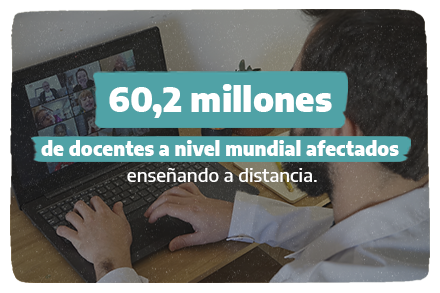 60,2 millones
de docentes a nivel mundial afectados
enseñando a distancia.